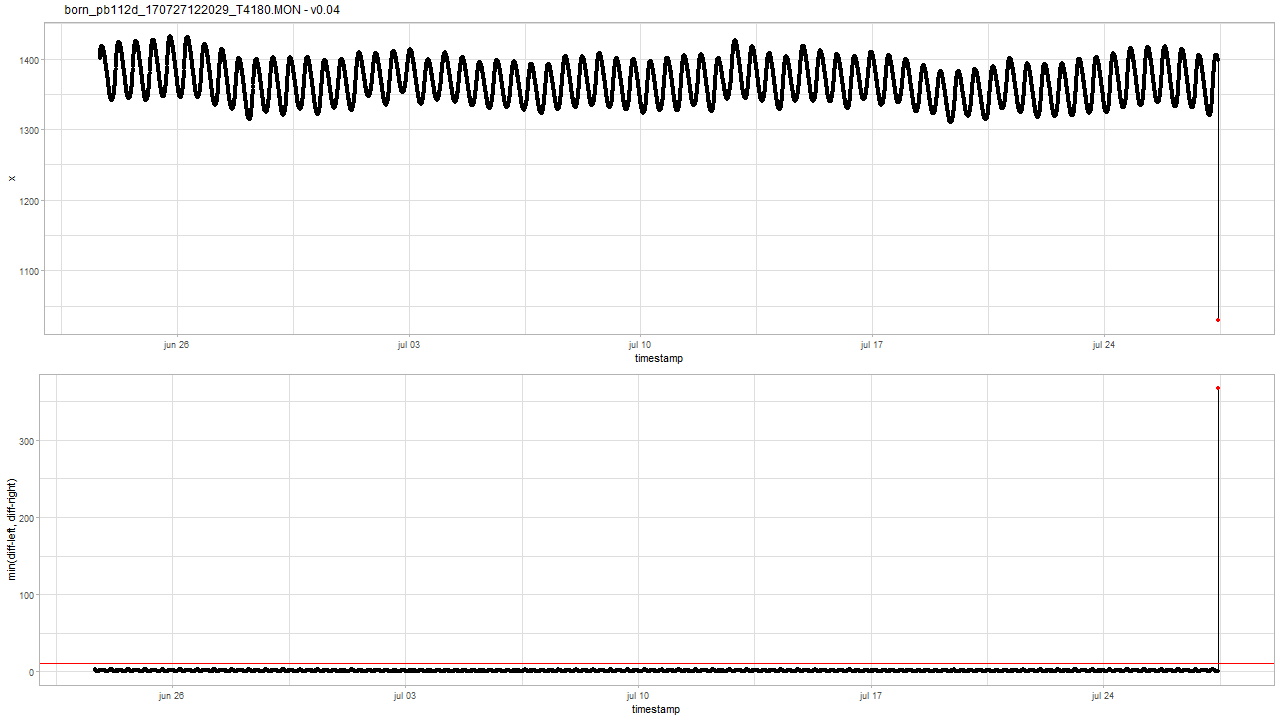 born_pb112d_170727122029_T4180.MON - v0.04
1400
1300
1200
1100
x
jun 26
jul 03
jul 10
jul 17
jul 24
timestamp
300
200
100
0
min(diff-left, diff-right)
jun 26
jul 03
jul 10
jul 17
jul 24
timestamp